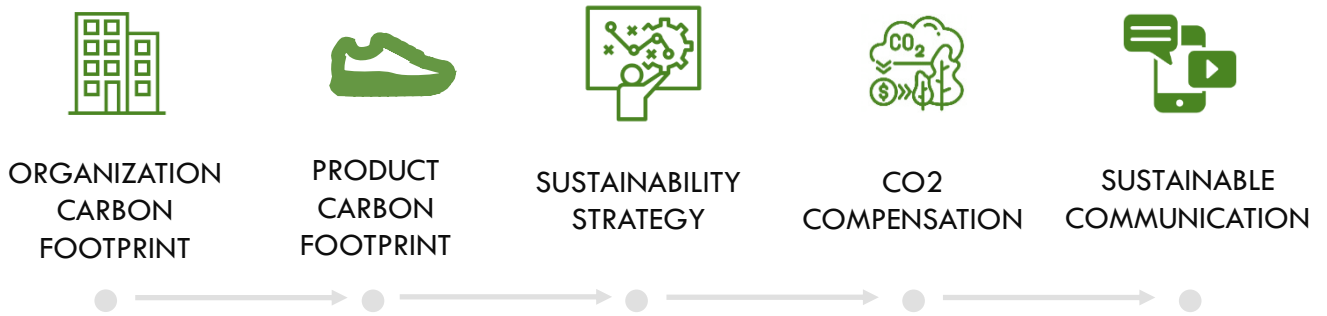 CO2
$
ORGANIZATION
CARBON
FOOTPRINT
PRODUCT
CARBON
FOOTPRINT
SUSTAINABILITY
STRATEGY
CO2
COMPENSATION
SUSTAINABLE
COMMUNICATION